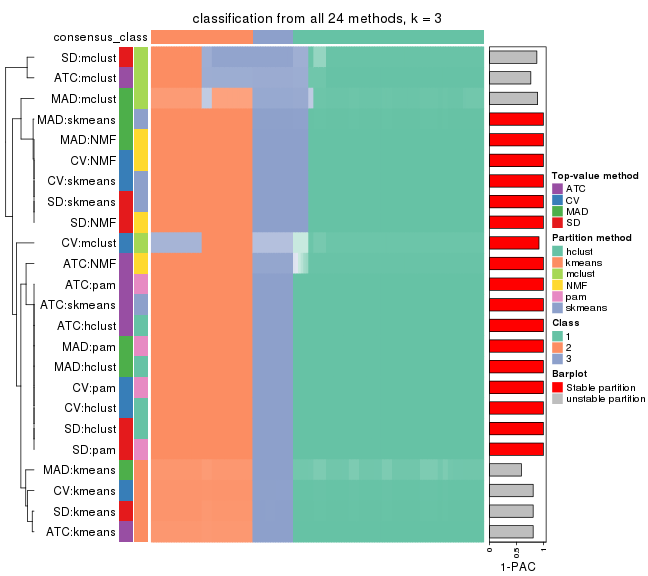 classification from all 24 methods, k = 3
consensus_class
SD:mclust
ATC:mclust
MAD:mclust
MAD:skmeans
MAD:NMF
CV:NMF
CV:skmeans
SD:skmeans
SD:NMF
CV:mclust
ATC:NMF
ATC:pam
ATC:skmeans
ATC:hclust
MAD:pam
MAD:hclust
CV:pam
CV:hclust
SD:hclust
SD:pam
MAD:kmeans
CV:kmeans
SD:kmeans
ATC:kmeans
0 0.5 1
1-PAC
Top-value method
ATC
CV
MAD
SD
Partition method
hclust
kmeans
mclust
NMF
pam
skmeans
Class
1
2
3
Barplot
Stable partition
unstable partition